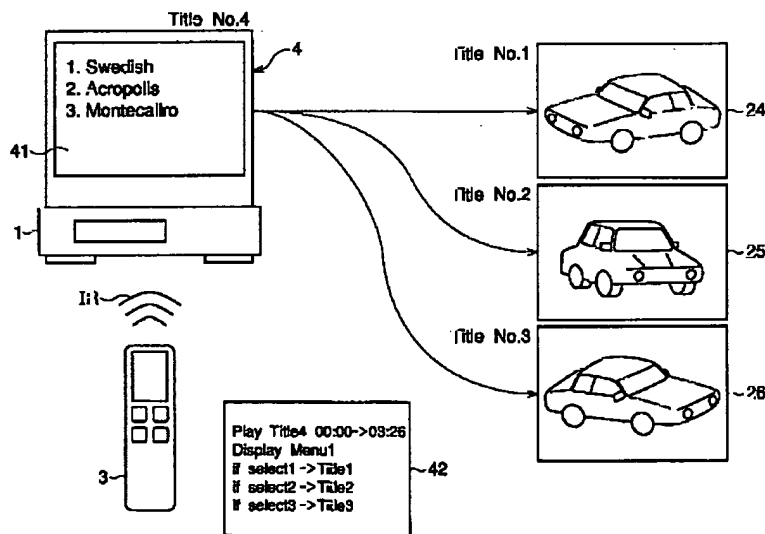 Title No.4
4
1. Swedish
2. Acropolis
3. Montecallro
41
1
IR
3
Play Title4 00:00->03:26
Display Menu1
if select1->Title1
if select2->Title2
if select3->Title3
42
Title No.1
24
Title No.2
25
Title No.3
26